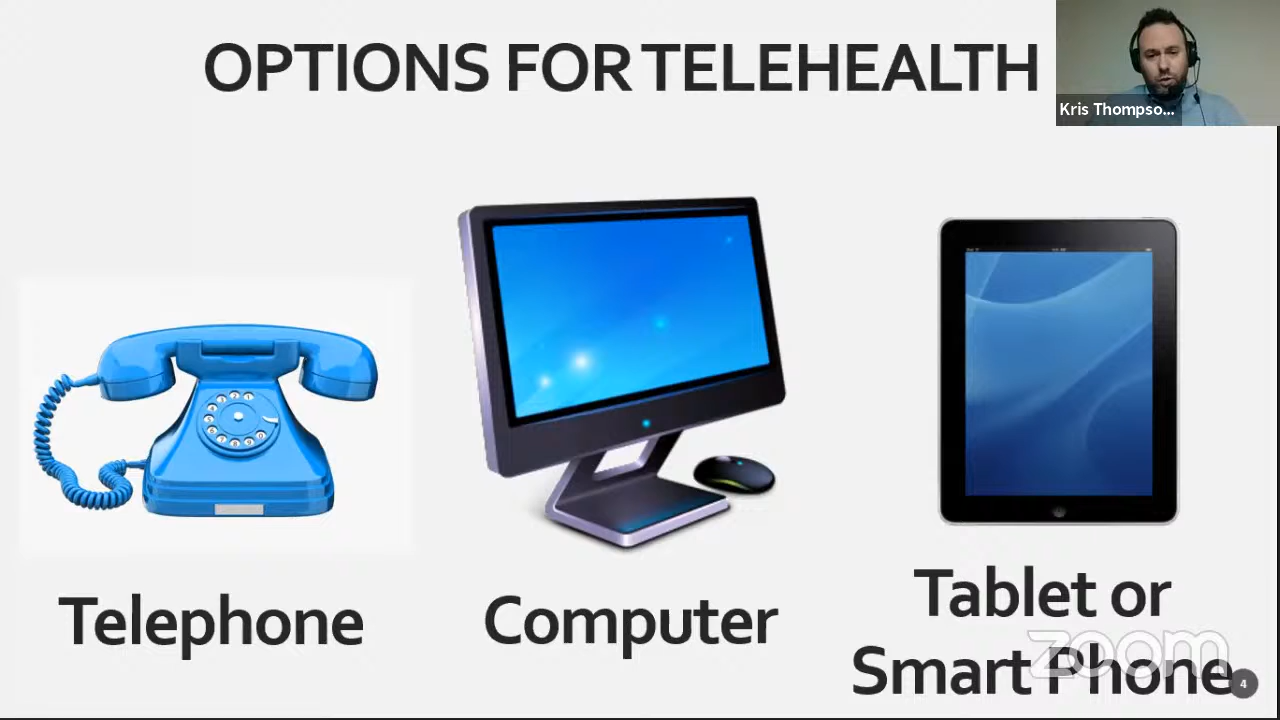 OPTIONS FOR TELEHEALTH
Kris Thompso...
Telephone
Computer
Tablet or
Smart Phone
zoom
4